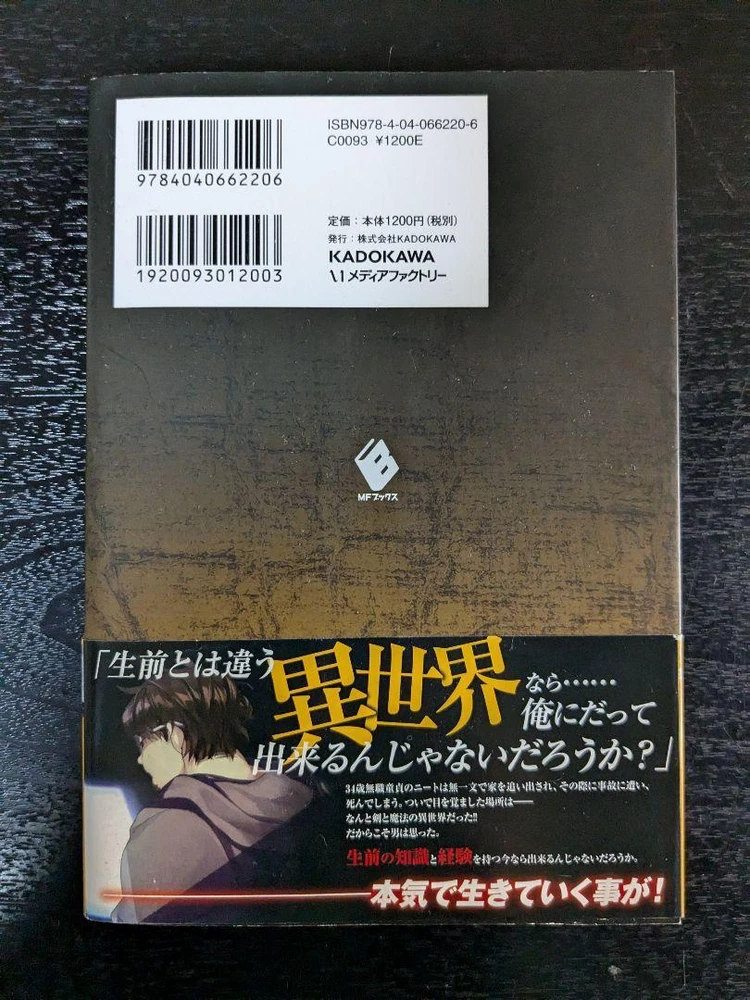 ISBN978-4-04-066220-6
C0093 ¥1200E
9784040662206
定価：本体1200円（税別）
発行：株式会社KADOKAWA
KADOKAWA
メディアファクトリー
1920093012003
MFブックス
「生前とは違う異世界なら……
俺にだって
出来るんじゃないだろうか？」
34歳無職童貞のニートは無一文で家を追い出され、その際に事故に遭い、
死んでしまう。ついで目を覚ました場所は――
なんと剣と魔法の異世界だった!!
だからこそ男は思った。
生前の知識と経験を持つ今なら出来るんじゃないだろうか。
本気で生きていく事が！